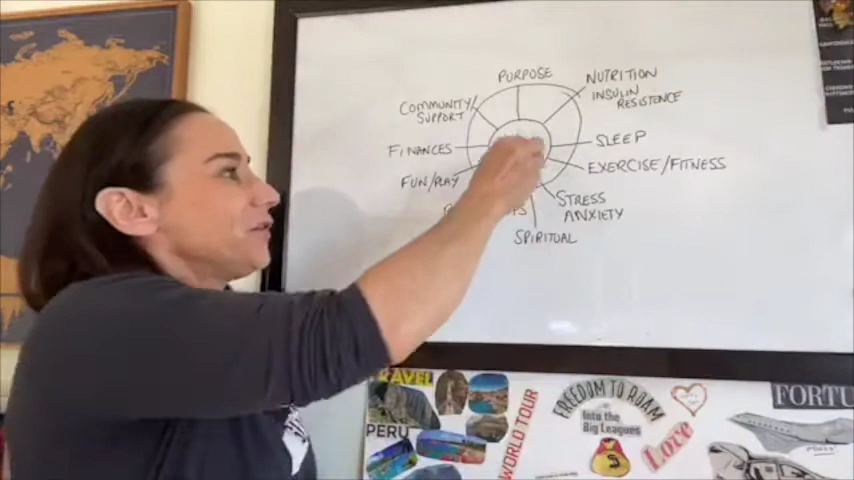 PURPOSE
NUTRITION
INSULIN
RESISTENCE
COMMUNITY/
SUPPORT
SLEEP
FINANCES
EXERCISE/FITNESS
FUN/PLAY
STRESS
ANXIETY
SPIRITUAL
TRAVEL
PERU
WORLD TOUR
FREEDOM TO ROAM
Into the
Big Leagues
Love
FORTUN